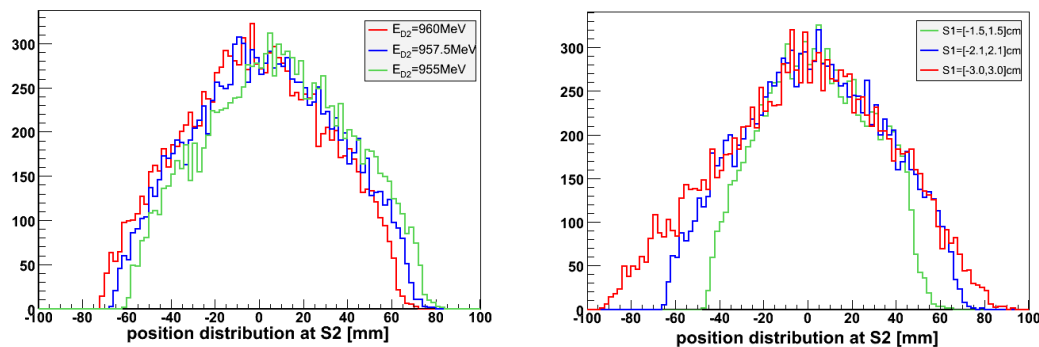 E_D2=960MeV
E_D2=957.5MeV
E_D2=955MeV
300
250
200
150
100
50
0
-100 -80 -60 -40 -20 0 20 40 60 80 100
position distribution at S2 [mm]
S1=[-1.5,1.5]cm
S1=[-2.1,2.1]cm
S1=[-3.0,3.0]cm
300
250
200
150
100
50
0
-100 -80 -60 -40 -20 0 20 40 60 80 100
position distribution at S2 [mm]